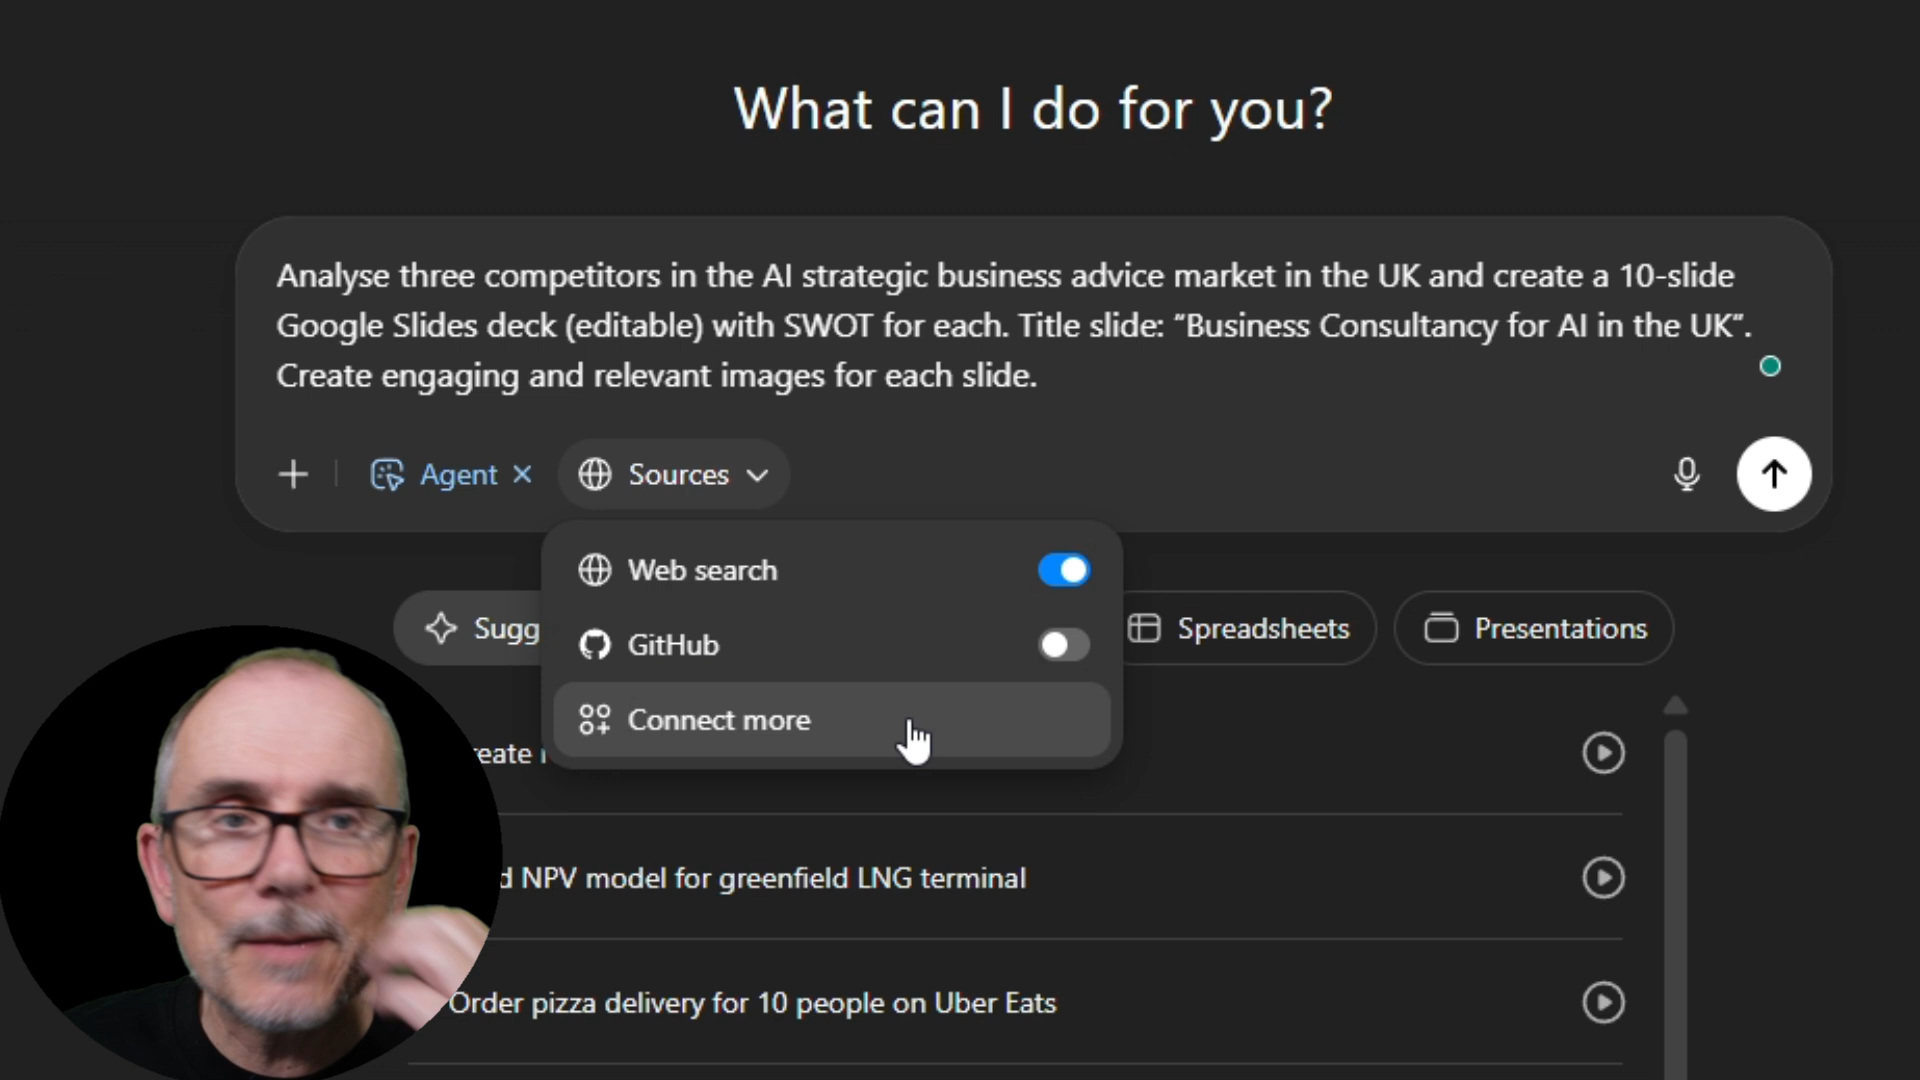 What can I do for you?
Analyse three competitors in the AI strategic business advice market in the UK and create a 10-slide
Google Slides deck (editable) with SWOT for each. Title slide: “Business Consultancy for AI in the UK”.
Create engaging and relevant images for each slide.
Agent
Sources
Web search
Sugg
GitHub
Spreadsheets
Presentations
Connect more
NPV model for greenfield LNG terminal
Order pizza delivery for 10 people on Uber Eats